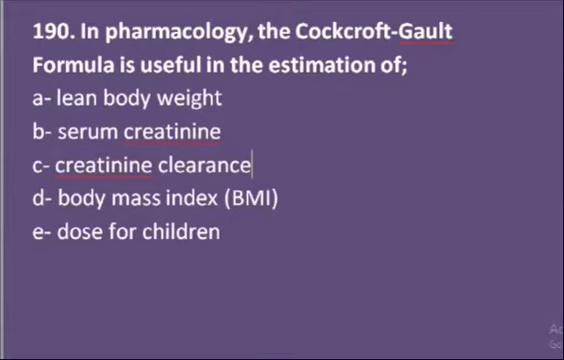 190. In pharmacology, the Cockcroft-Gault
Formula is useful in the estimation of;
a- lean body weight
b- serum creatinine
c- creatinine clearance
d- body mass index (BMI)
e- dose for children